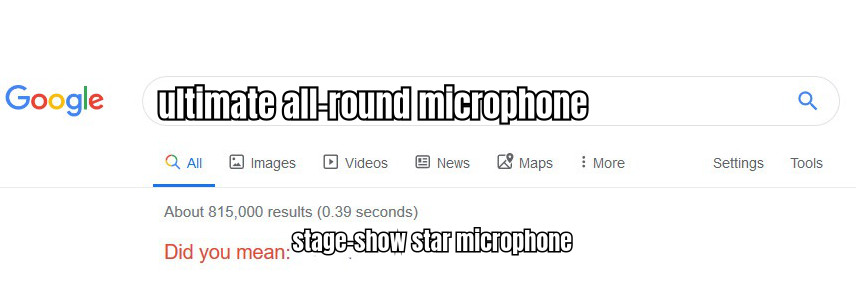 Google ultimate all-round microphone
All Images Videos News Maps More Settings Tools
About 815,000 results (0.39 seconds)
Did you mean: stage-show star microphone